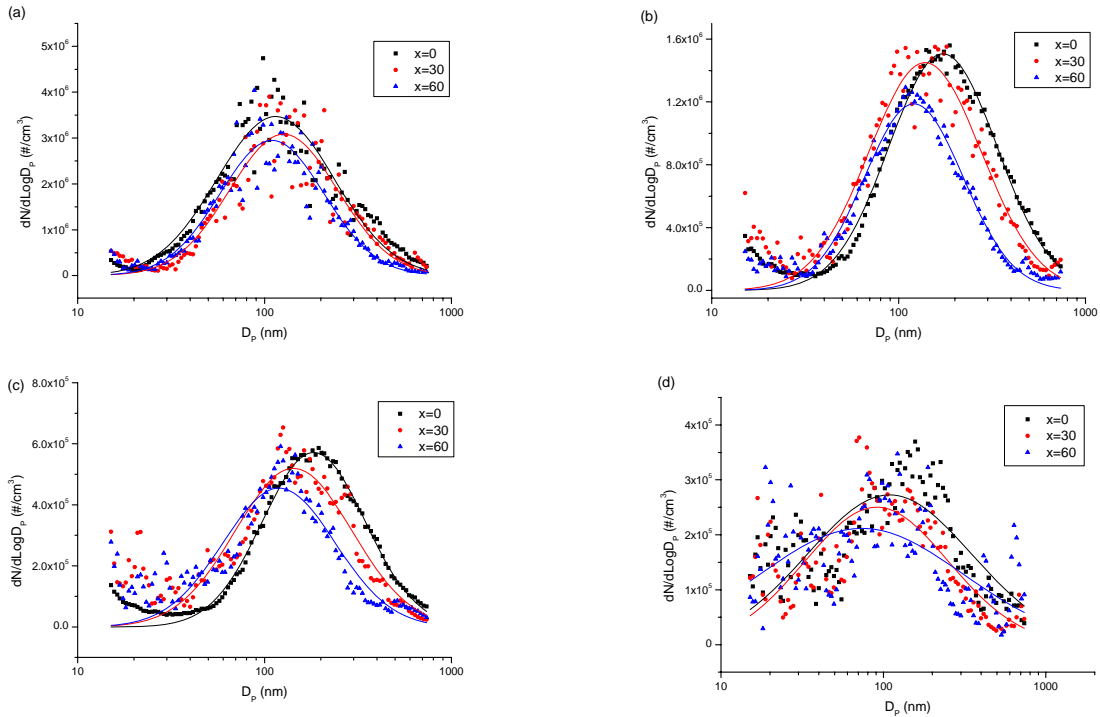 (a)
5x10⁶
4x10⁶
3x10⁶
2x10⁶
1x10⁶
0
dN/dLogD_P (#/cm³)
x=0
x=30
x=60
10
100
1000
D_P (nm)
(b)
1.6x10⁶
1.2x10⁶
8.0x10⁵
4.0x10⁵
0.0
dN/dLogD_P (#/cm³)
x=0
x=30
x=60
10
100
1000
D_P (nm)
(c)
8.0x10⁵
6.0x10⁵
4.0x10⁵
2.0x10⁵
0.0
dN/dLogD_P (#/cm³)
x=0
x=30
x=60
10
100
1000
D_P (nm)
(d)
4x10⁵
3x10⁵
2x10⁵
1x10⁵
0
dN/dLogD_P (#/cm³)
x=0
x=30
x=60
10
100
1000
D_P (nm)